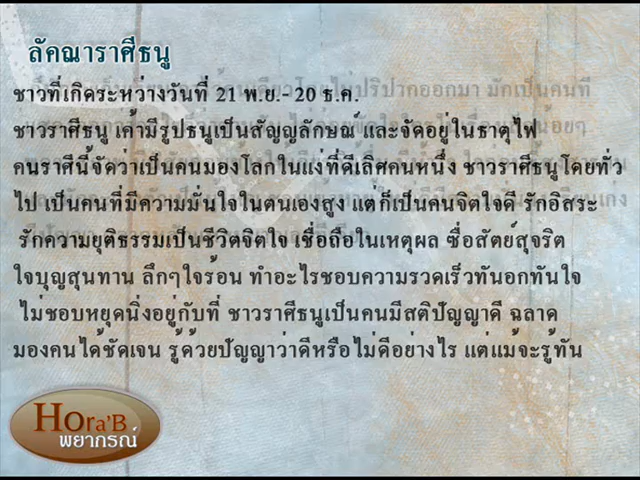 ลัคณาราศีธนู
ชาวที่เกิดระหว่างวันที่ 21 พ.ย.- 20 ธ.ค.
ชาวราศีธนู เค้ามีรูปธนูเป็นสัญญลักษณ์ และจัดอยู่ในธาตุไฟ
คนราศีนี้จัดว่าเป็นคนมองโลกในแง่ที่ดีเลิศคนหนึ่ง ชาวราศีธนูโดยทั่ว
ไป เป็นคนที่มีความมั่นใจในตนเองสูง แต่ก็เป็นคนจิตใจดี รักอิสระ
รักความยุติธรรมเป็นชีวิตจิตใจ เชื่อถือในเหตุผล ซื่อสัตย์สุจริต
ใจบุญสุนทาน ลึกๆใจร้อน ทำอะไรชอบความรวดเร็วทันอกทันใจ
ไม่ชอบหยุดนิ่งอยู่กับที่ ชาวราศีธนูเป็นคนมีสติปัญญาดี ฉลาด
มองคนได้ชัดเจน รู้ด้วยปัญญาว่าดีหรือไม่ดีอย่างไร แต่แม้จะรู้ทัน
Hora'B
พยากรณ์